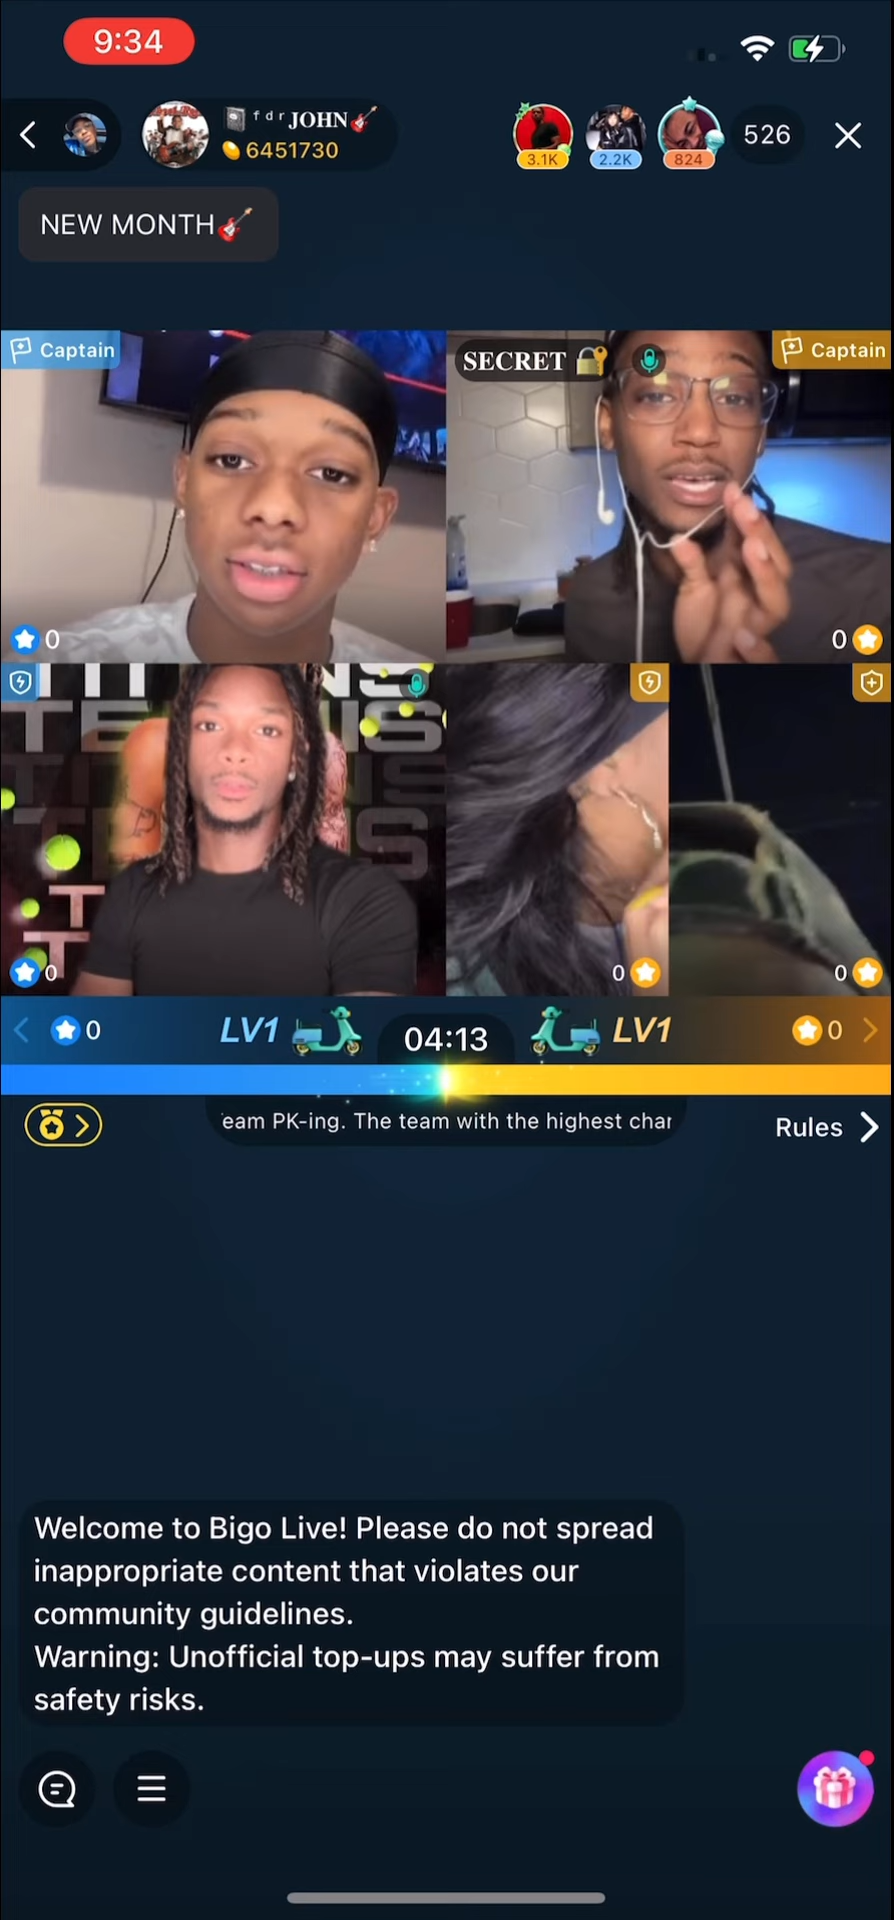 9:34
ᶠ ᵈ ʳ JOHN🎸
6451730
3.1K
2.2K
824
526
NEW MONTH🎸
Captain
SECRET 🔐
Captain
0
0
TE
IS
S
T
T
0
0
0
0
LV1
04:13
LV1
0
eam PK-ing. The team with the highest char
Rules
Welcome to Bigo Live! Please do not spread
inappropriate content that violates our
community guidelines.
Warning: Unofficial top-ups may suffer from
safety risks.